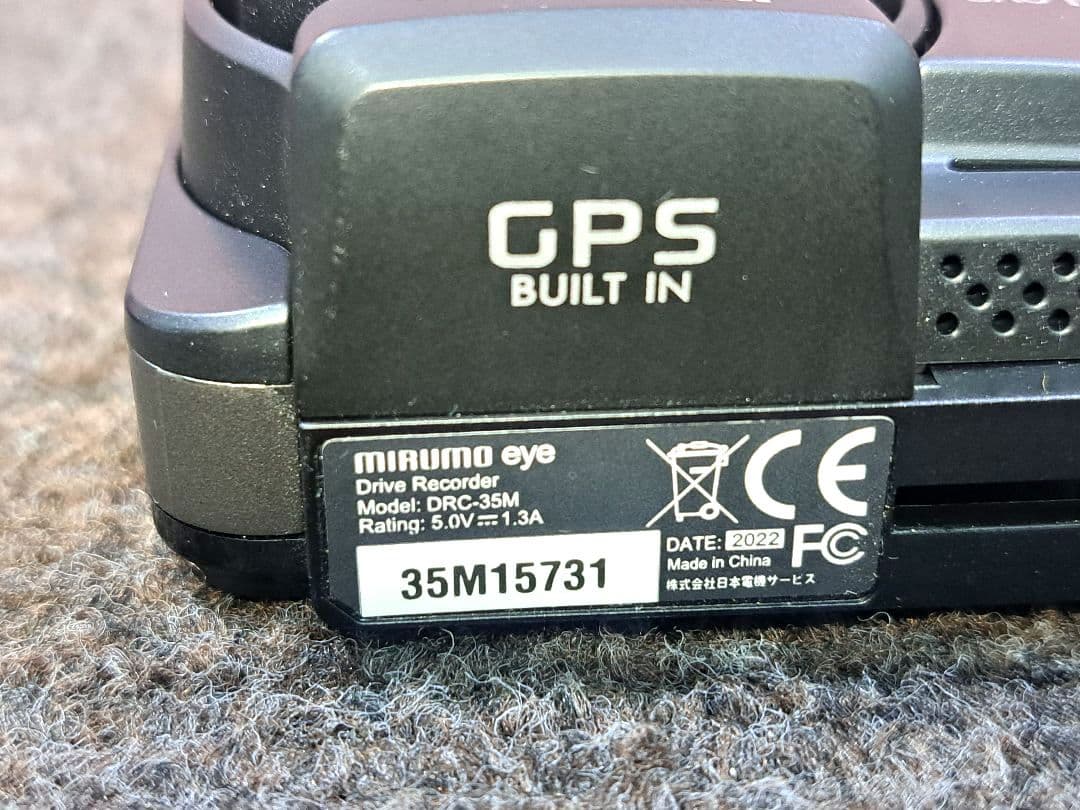 GPS
BUILT IN
MIRUMO eye
Drive Recorder
Model: DRC-35M
Rating: 5.0V⎓1.3A
35M15731
CE
DATE: 2022
Made in China
株式会社日本電機サービス
FC